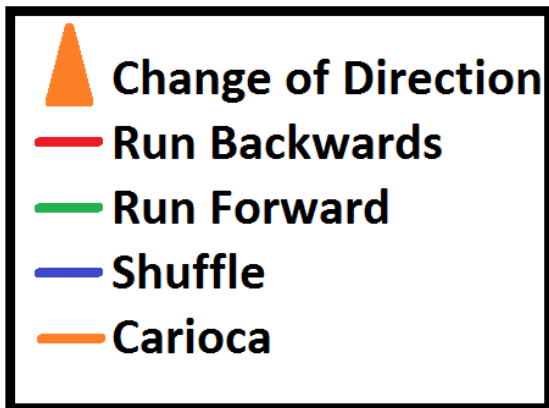 Change of Direction
Run Backwards
Run Forward
Shuffle
Carioca